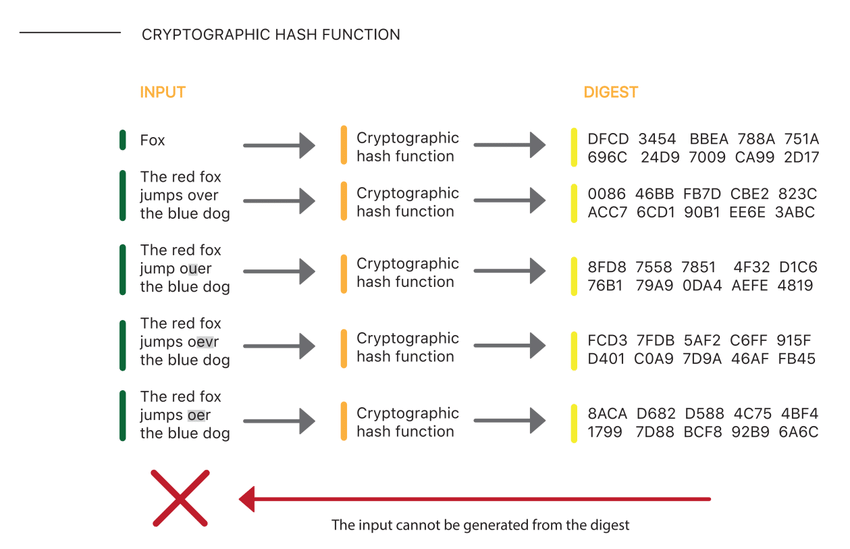 CRYPTOGRAPHIC HASH FUNCTION
INPUT
DIGEST
Fox
Cryptographic
hash function
DFCD 3454 BBEA 788A 751A
696C 24D9 7009 CA99 2D17
The red fox
jumps over
the blue dog
Cryptographic
hash function
0086 46BB FB7D CBE2 823C
ACC7 6CD1 90B1 EE6E 3ABC
The red fox
jump ouer
the blue dog
Cryptographic
hash function
8FD8 7558 7851 4F32 D1C6
76B1 79A9 0DA4 AEFE 4819
The red fox
jumps oevr
the blue dog
Cryptographic
hash function
FCD3 7FDB 5AF2 C6FF 915F
D401 C0A9 7D9A 46AF FB45
The red fox
jumps oer
the blue dog
Cryptographic
hash function
8ACA D682 D588 4C75 4BF4
1799 7D88 BCF8 92B9 6A6C
The input cannot be generated from the digest